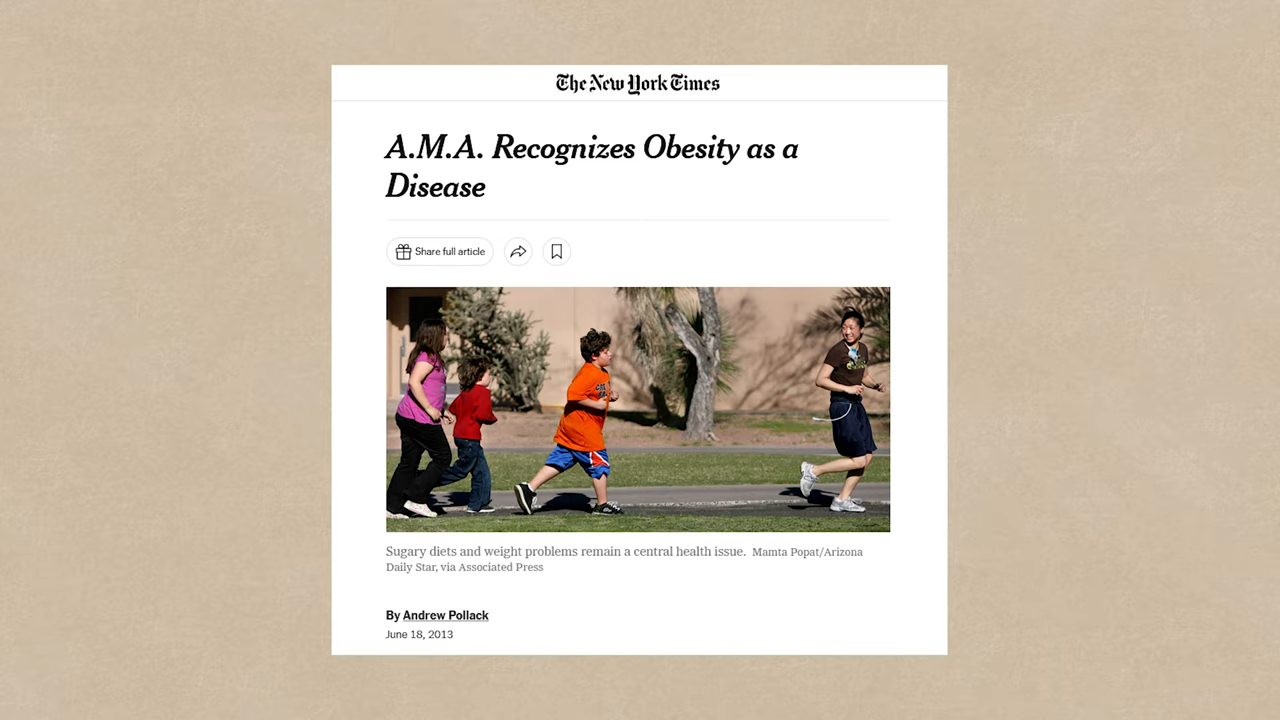 The New York Times
A.M.A. Recognizes Obesity as a
Disease
Share full article
Sugary diets and weight problems remain a central health issue. Mamta Popat/Arizona
Daily Star, via Associated Press
By Andrew Pollack
June 18, 2013